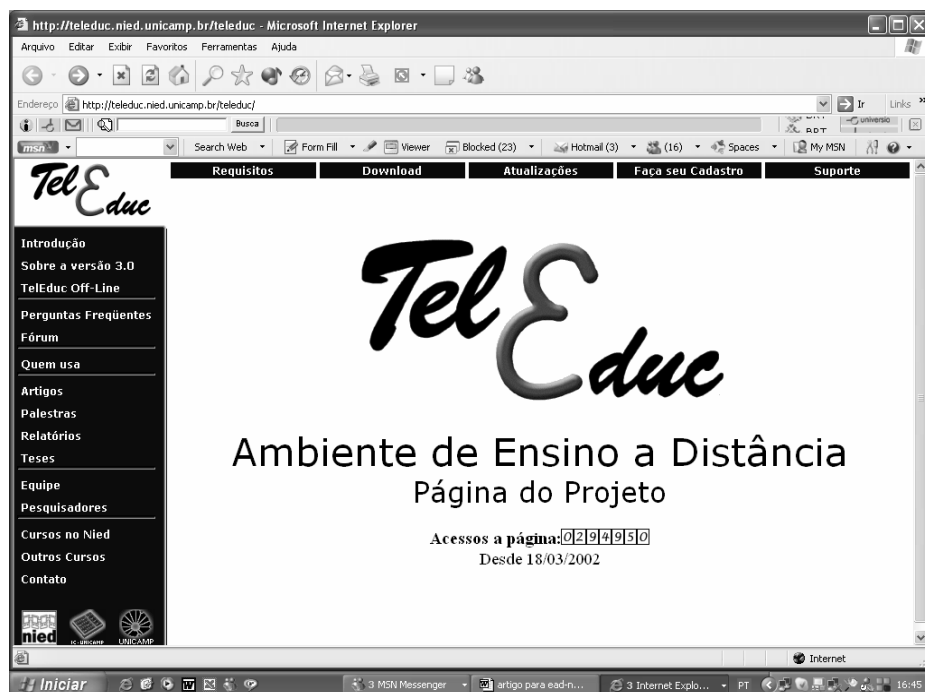 http://teleduc.nied.unicamp.br/teleduc - Microsoft Internet Explorer
Arquivo Editar Exibir Favoritos Ferramentas Ajuda
Endereço http://teleduc.nied.unicamp.br/teleduc/ Ir Links »
Busca universia
msn Search Web Form Fill Viewer Blocked (23) Hotmail (3) (16) Spaces My MSN
TelEduc
Requisitos Download Atualizações Faça seu Cadastro Suporte
Introdução
Sobre a versão 3.0
TelEduc Off-Line
Perguntas Freqüentes
Fórum
Quem usa
Artigos
Palestras
Relatórios
Teses
Equipe
Pesquisadores
Cursos no Nied
Outros Cursos
Contato
nied IC-UNICAMP UNICAMP
TelEduc
Ambiente de Ensino a Distância
Página do Projeto
Acessos a página:0294950
Desde 18/03/2002
Internet
Iniciar 3 MSN Messenger artigo para ead-n... 3 Internet Explo... PT 16:45